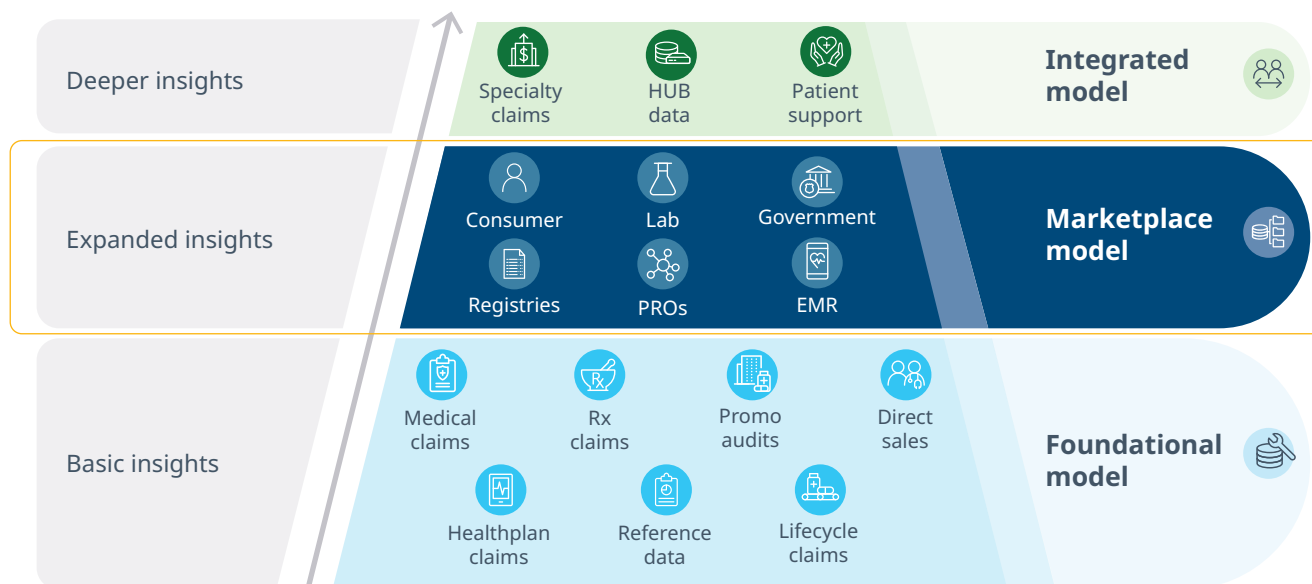 Deeper insights
Specialty
claims
HUB
data
Patient
support
Integrated
model
Expanded insights
Consumer
Lab
Government
Registries
PROs
EMR
Marketplace
model
Basic insights
Medical
claims
Rx
Rx
claims
Promo
audits
Direct
sales
Healthplan
claims
Reference
data
Lifecycle
claims
Foundational
model